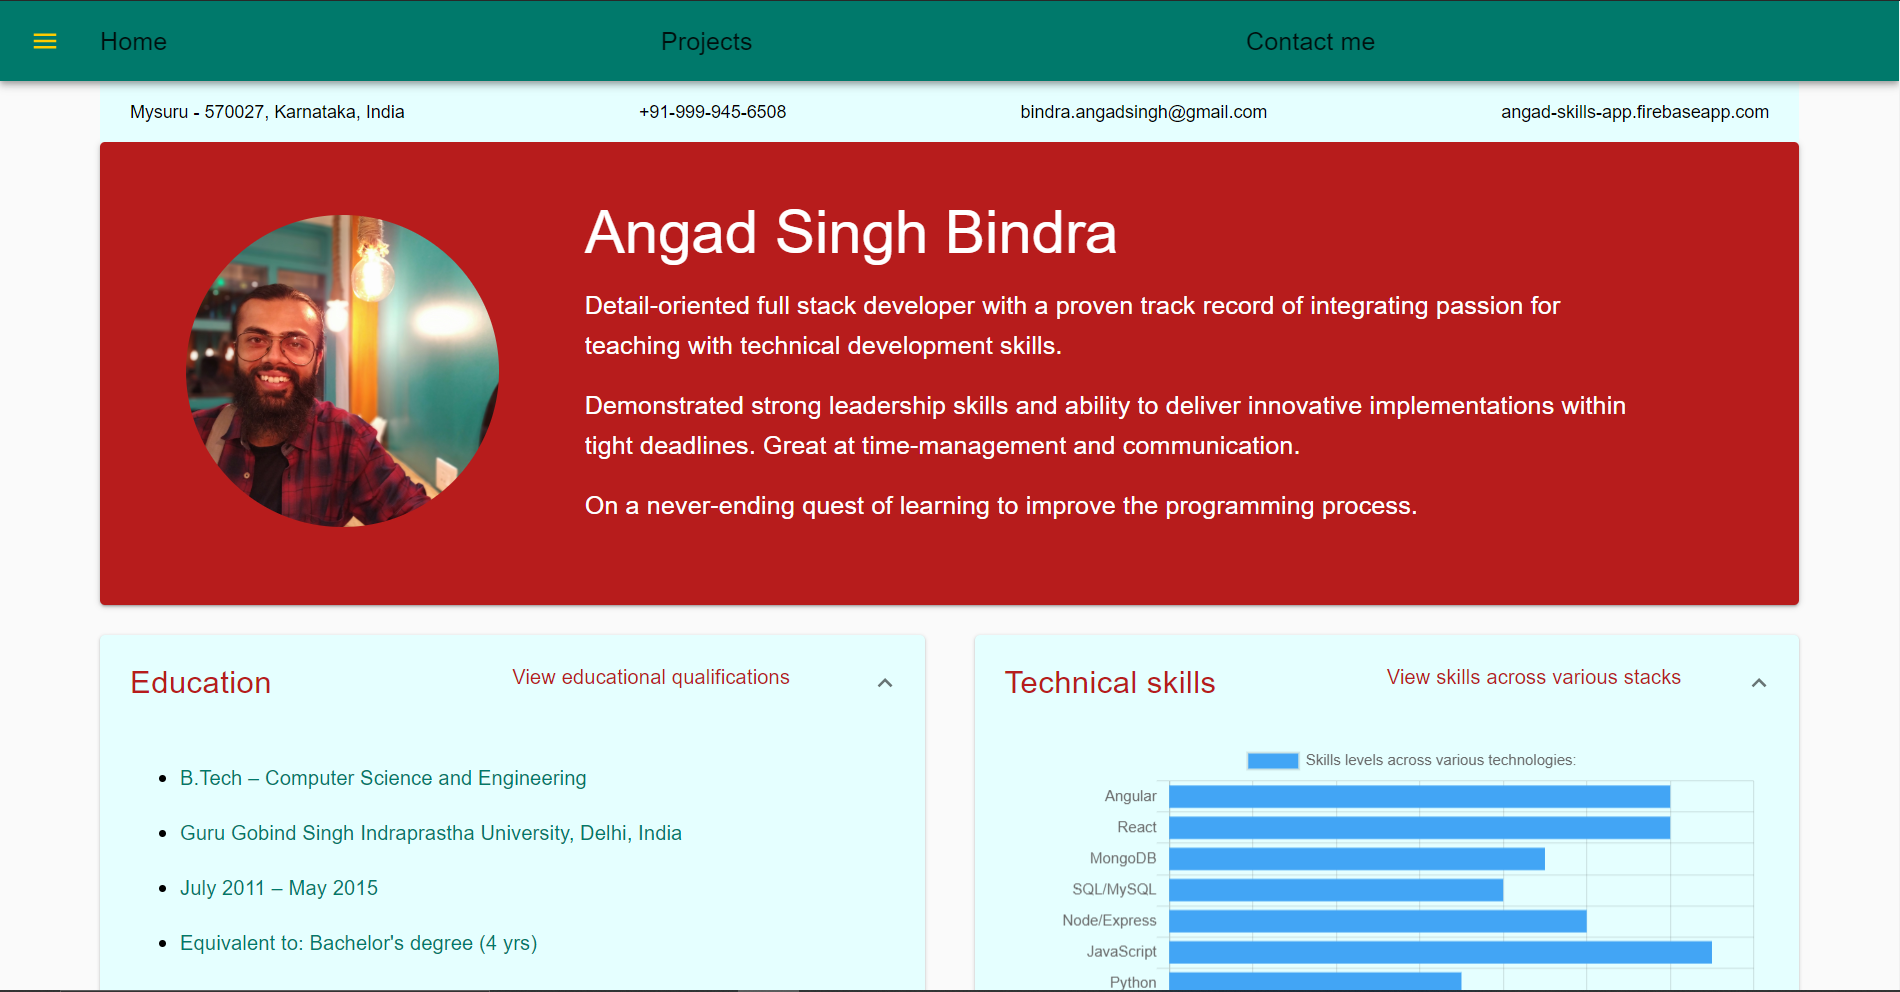 Home Projects Contact me
Mysuru - 570027, Karnataka, India +91-999-945-6508 bindra.angadsingh@gmail.com angad-skills-app.firebaseapp.com
Angad Singh Bindra
Detail-oriented full stack developer with a proven track record of integrating passion for
teaching with technical development skills.
Demonstrated strong leadership skills and ability to deliver innovative implementations within
tight deadlines. Great at time-management and communication.
On a never-ending quest of learning to improve the programming process.
Education View educational qualifications
B.Tech – Computer Science and Engineering
Guru Gobind Singh Indraprastha University, Delhi, India
July 2011 – May 2015
Equivalent to: Bachelor's degree (4 yrs)
Technical skills View skills across various stacks
Skills levels across various technologies:
Angular
React
MongoDB
SQL/MySQL
Node/Express
JavaScript
Python